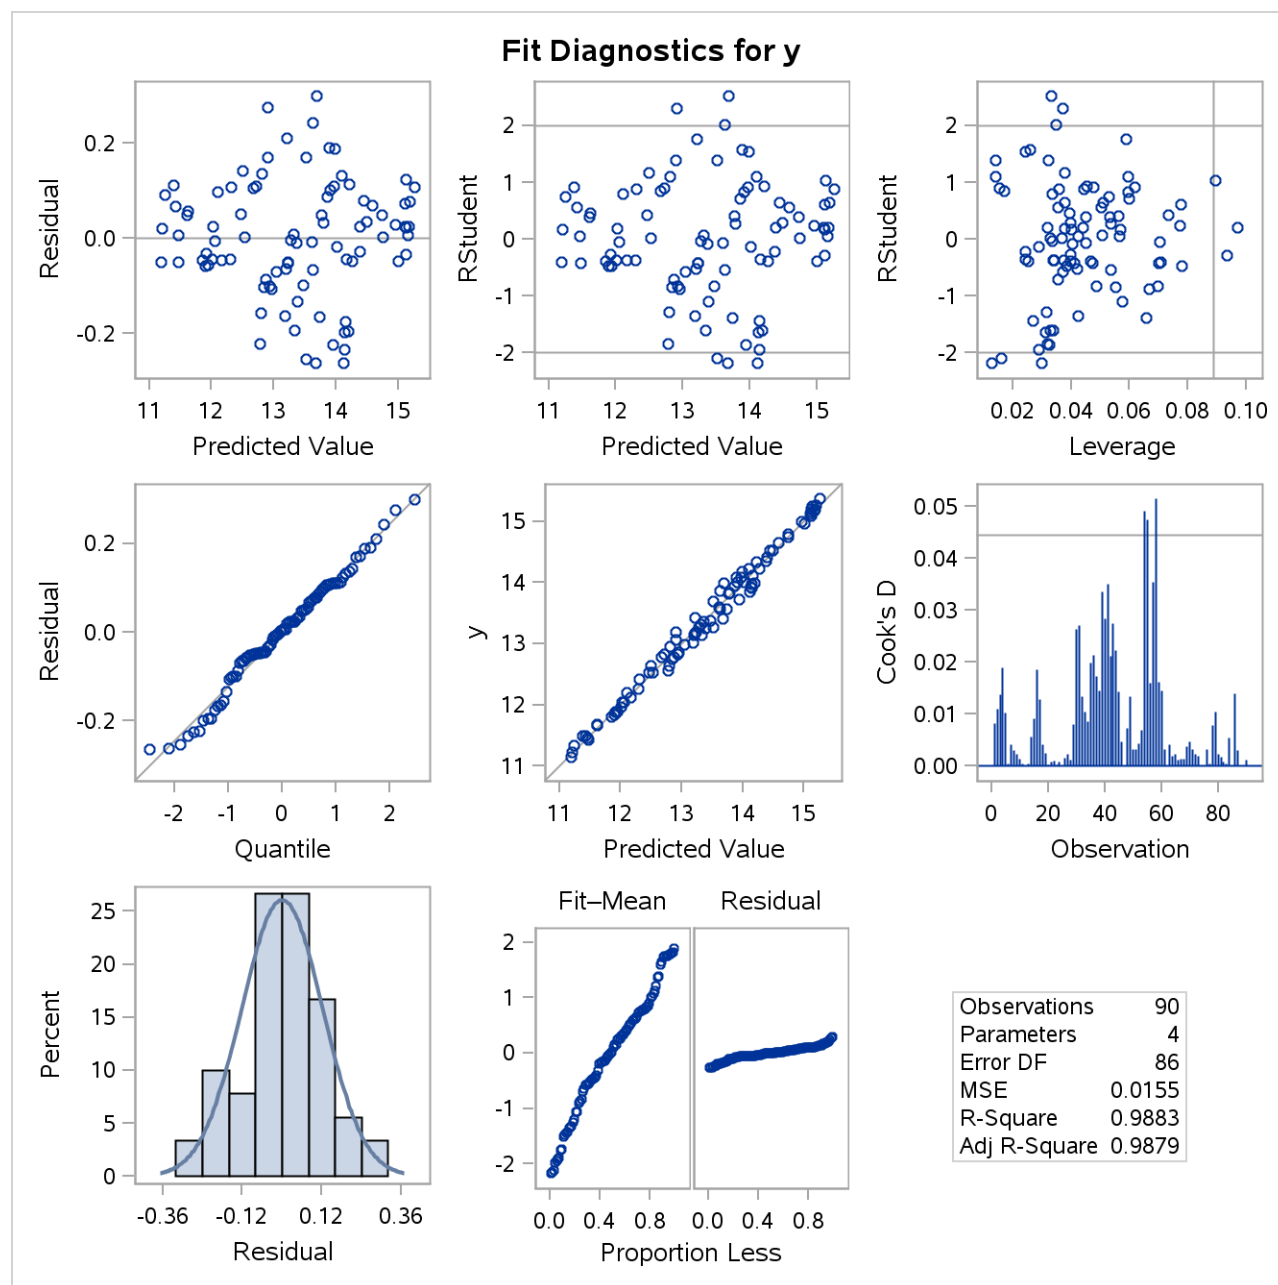 Fit Diagnostics for y
0.2
0.0
-0.2
Residual
11 12 13 14 15
Predicted Value
2
1
0
-1
-2
RStudent
11 12 13 14 15
Predicted Value
2
1
0
-1
-2
RStudent
0.02 0.04 0.06 0.08 0.10
Leverage
0.2
0.0
-0.2
Residual
-2 -1 0 1 2
Quantile
15
14
13
12
11
y
11 12 13 14 15
Predicted Value
0.05
0.04
0.03
0.02
0.01
0.00
Cook's D
0 20 40 60 80
Observation
25
20
15
10
5
0
Percent
-0.36 -0.12 0.12 0.36
Residual
Fit–Mean Residual
2
1
0
-1
-2
0.0 0.4 0.8 0.0 0.4 0.8
Proportion Less
Observations 90
Parameters 4
Error DF 86
MSE 0.0155
R-Square 0.9883
Adj R-Square 0.9879